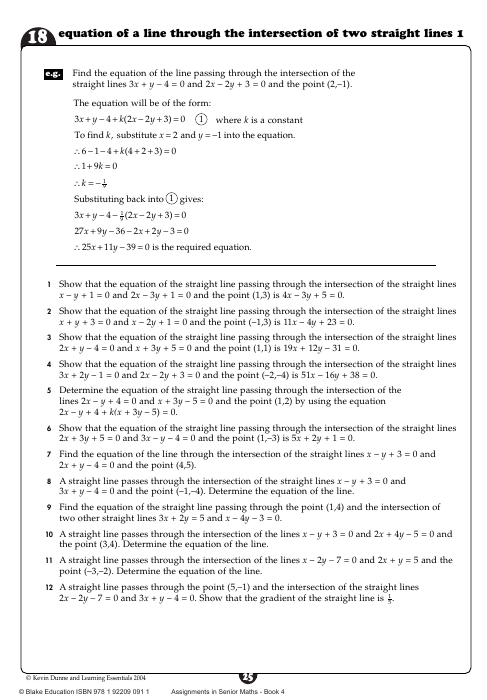 18 equation of a line through the intersection of two straight lines 1
e.g. Find the equation of the line passing through the intersection of the
straight lines 3x + y − 4 = 0 and 2x − 2y + 3 = 0 and the point (2,−1).
The equation will be of the form:
3x + y − 4 + k(2x − 2y + 3) = 0 ① where k is a constant
To find k, substitute x = 2 and y = −1 into the equation.
∴ 6 − 1 − 4 + k(4 + 2 + 3) = 0
∴ 1 + 9k = 0
∴ k = −1/9
Substituting back into ① gives:
3x + y − 4 − 1/9(2x − 2y + 3) = 0
27x + 9y − 36 − 2x + 2y − 3 = 0
∴ 25x + 11y − 39 = 0 is the required equation.
1 Show that the equation of the straight line passing through the intersection of the straight lines
x − y + 1 = 0 and 2x − 3y + 1 = 0 and the point (1,3) is 4x − 3y + 5 = 0.
2 Show that the equation of the straight line passing through the intersection of the straight lines
x + y + 3 = 0 and x − 2y + 1 = 0 and the point (−1,3) is 11x − 4y + 23 = 0.
3 Show that the equation of the straight line passing through the intersection of the straight lines
2x + y − 4 = 0 and x + 3y + 5 = 0 and the point (1,1) is 19x + 12y − 31 = 0.
4 Show that the equation of the straight line passing through the intersection of the straight lines
3x + 2y − 1 = 0 and 2x − 2y + 3 = 0 and the point (−2,−4) is 51x − 16y + 38 = 0.
5 Determine the equation of the straight line passing through the intersection of the
lines 2x − y + 4 = 0 and x + 3y − 5 = 0 and the point (1,2) by using the equation
2x − y + 4 + k(x + 3y − 5) = 0.
6 Show that the equation of the straight line passing through the intersection of the straight lines
2x + 3y + 5 = 0 and 3x − y − 4 = 0 and the point (1,−3) is 5x + 2y + 1 = 0.
7 Find the equation of the line through the intersection of the straight lines x − y + 3 = 0 and
2x + y − 4 = 0 and the point (4,5).
8 A straight line passes through the intersection of the straight lines x − y + 3 = 0 and
3x + y − 4 = 0 and the point (−1,−4). Determine the equation of the line.
9 Find the equation of the straight line passing through the point (1,4) and the intersection of
two other straight lines 3x + 2y = 5 and x − 4y − 3 = 0.
10 A straight line passes through the intersection of the lines x − y + 3 = 0 and 2x + 4y − 5 = 0 and
the point (3,4). Determine the equation of the line.
11 A straight line passes through the intersection of the lines x − 2y − 7 = 0 and 2x + y = 5 and the
point (−3,−2). Determine the equation of the line.
12 A straight line passes through the point (5,−1) and the intersection of the straight lines
2x − 2y − 7 = 0 and 3x + y − 4 = 0. Show that the gradient of the straight line is 1/5.
© Kevin Dunne and Learning Essentials 2004
25
© Blake Education ISBN 978 1 92209 091 1 Assignments in Senior Maths - Book 4